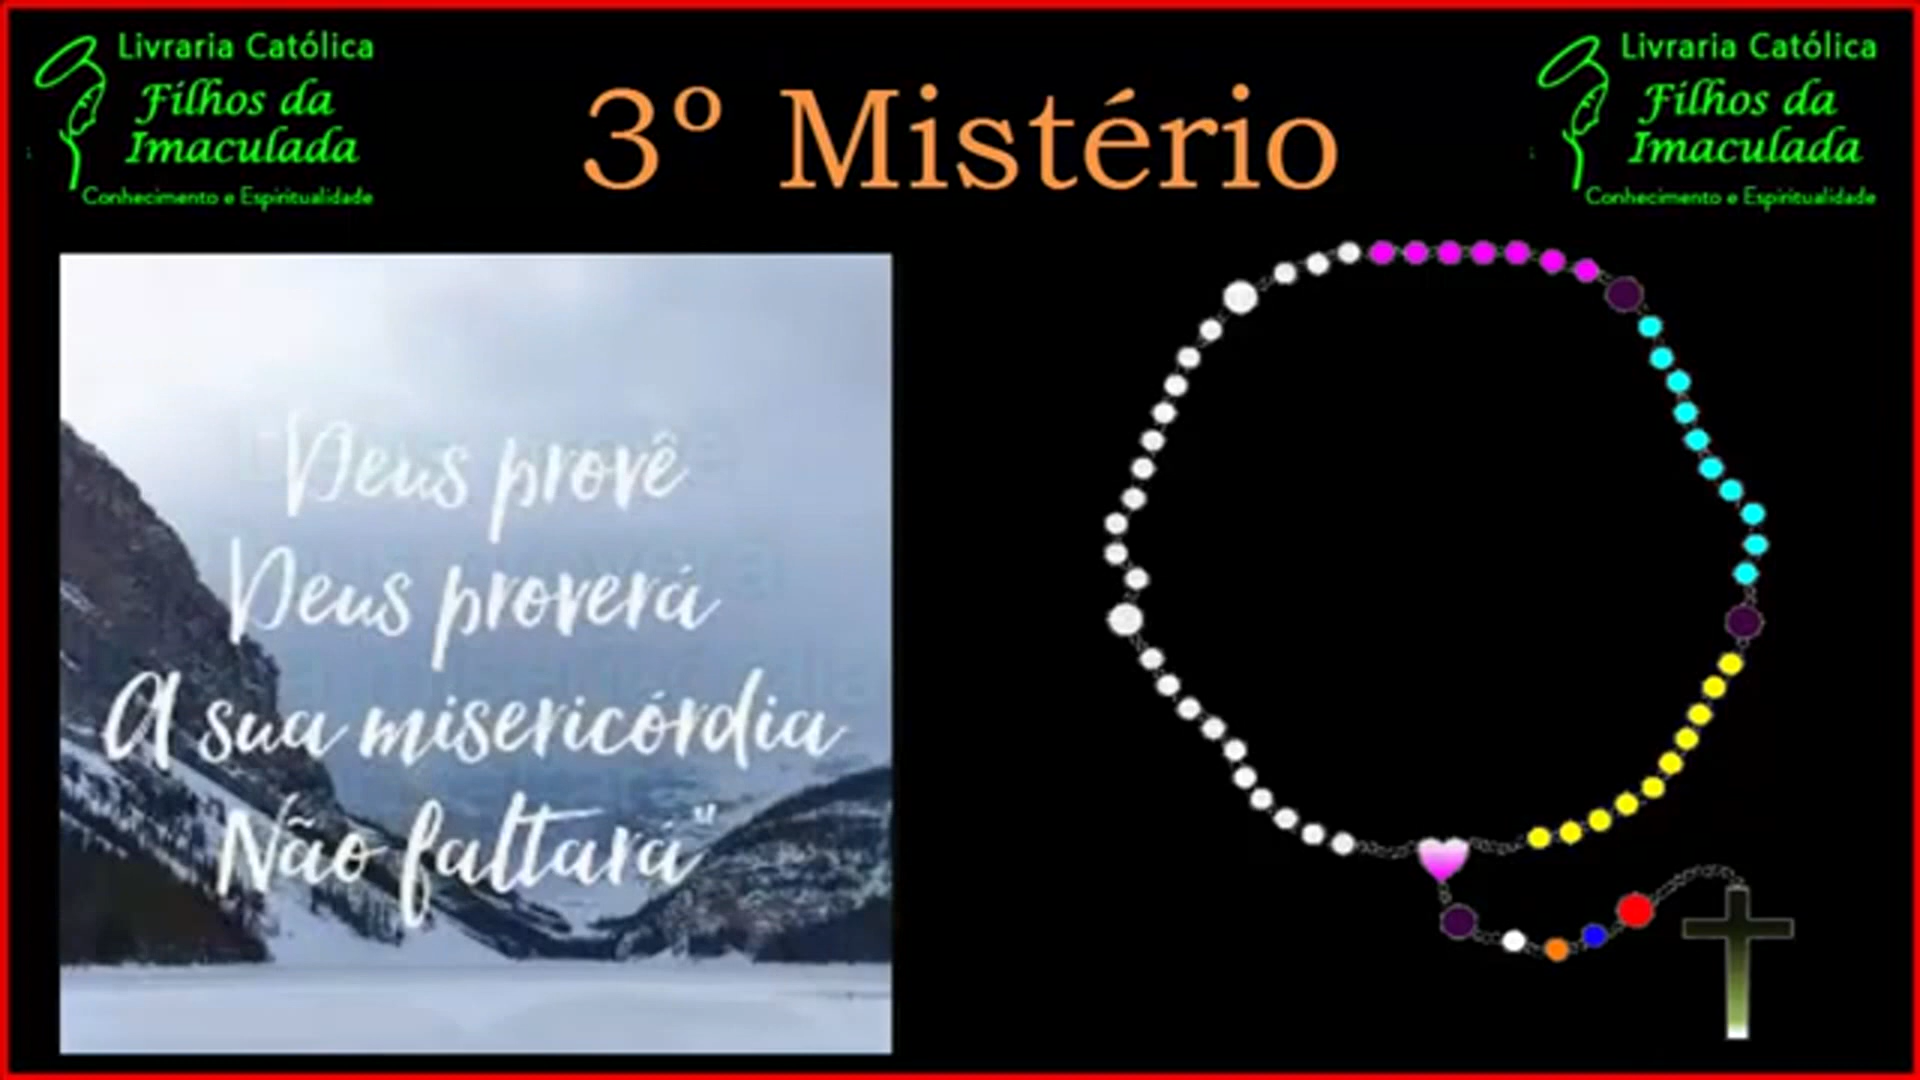 Livraria Católica
Filhos da
Imaculada
Conhecimento e Espiritualidade
3º Mistério
Livraria Católica
Filhos da
Imaculada
Conhecimento e Espiritualidade
"Deus provê
Deus proverá
A sua misericórdia
Não faltará"